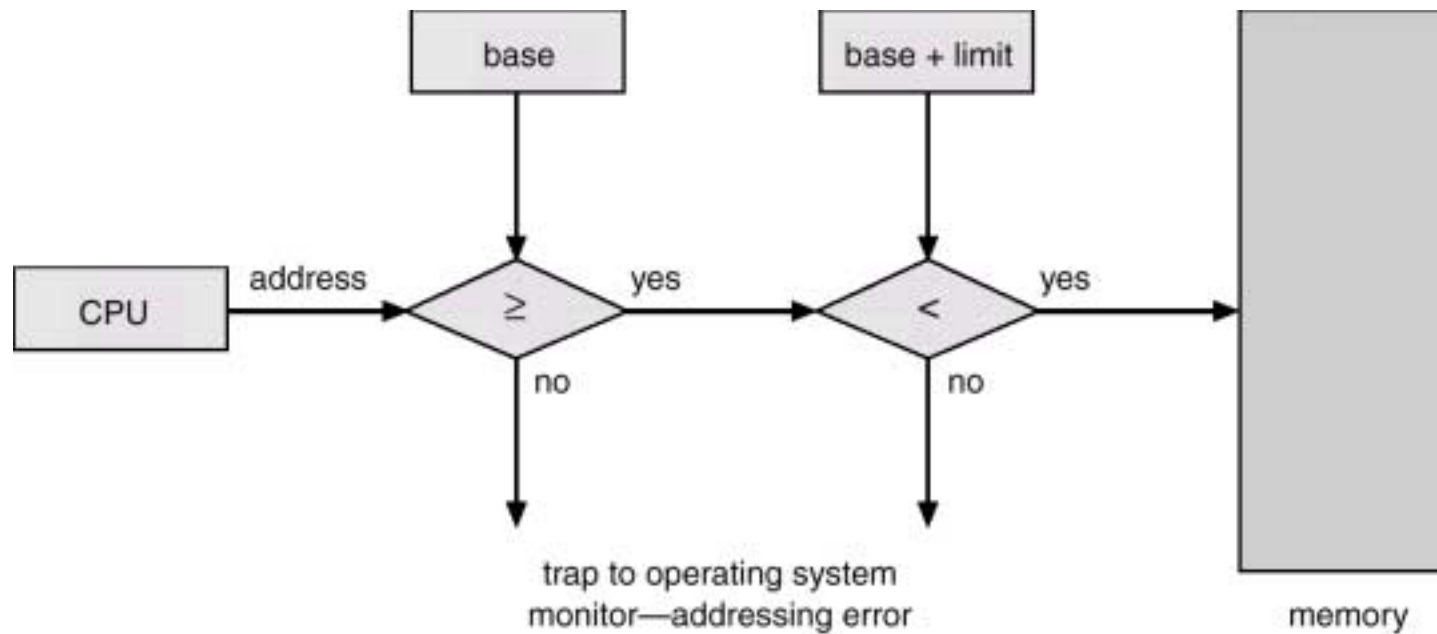 base
base + limit
address
yes
yes
CPU
≥
<
no
no
trap to operating system
monitor—addressing error
memory